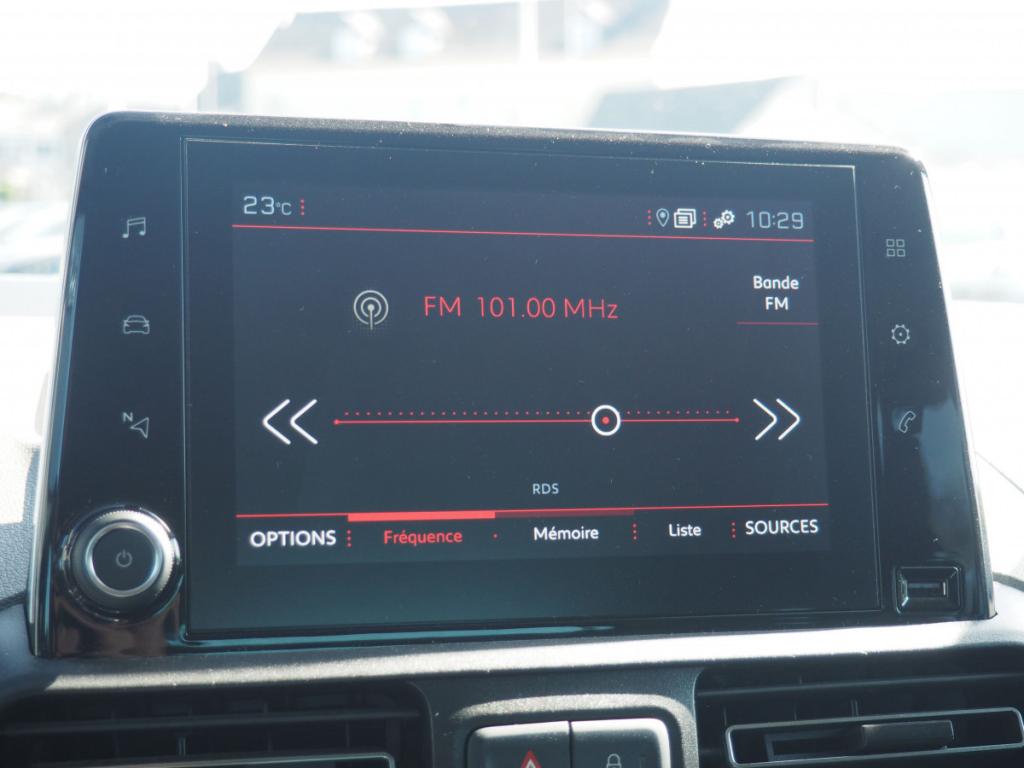 23°C
10:29
FM 101.00 MHz
Bande
FM
N
RDS
OPTIONS
Fréquence
Mémoire
Liste
SOURCES